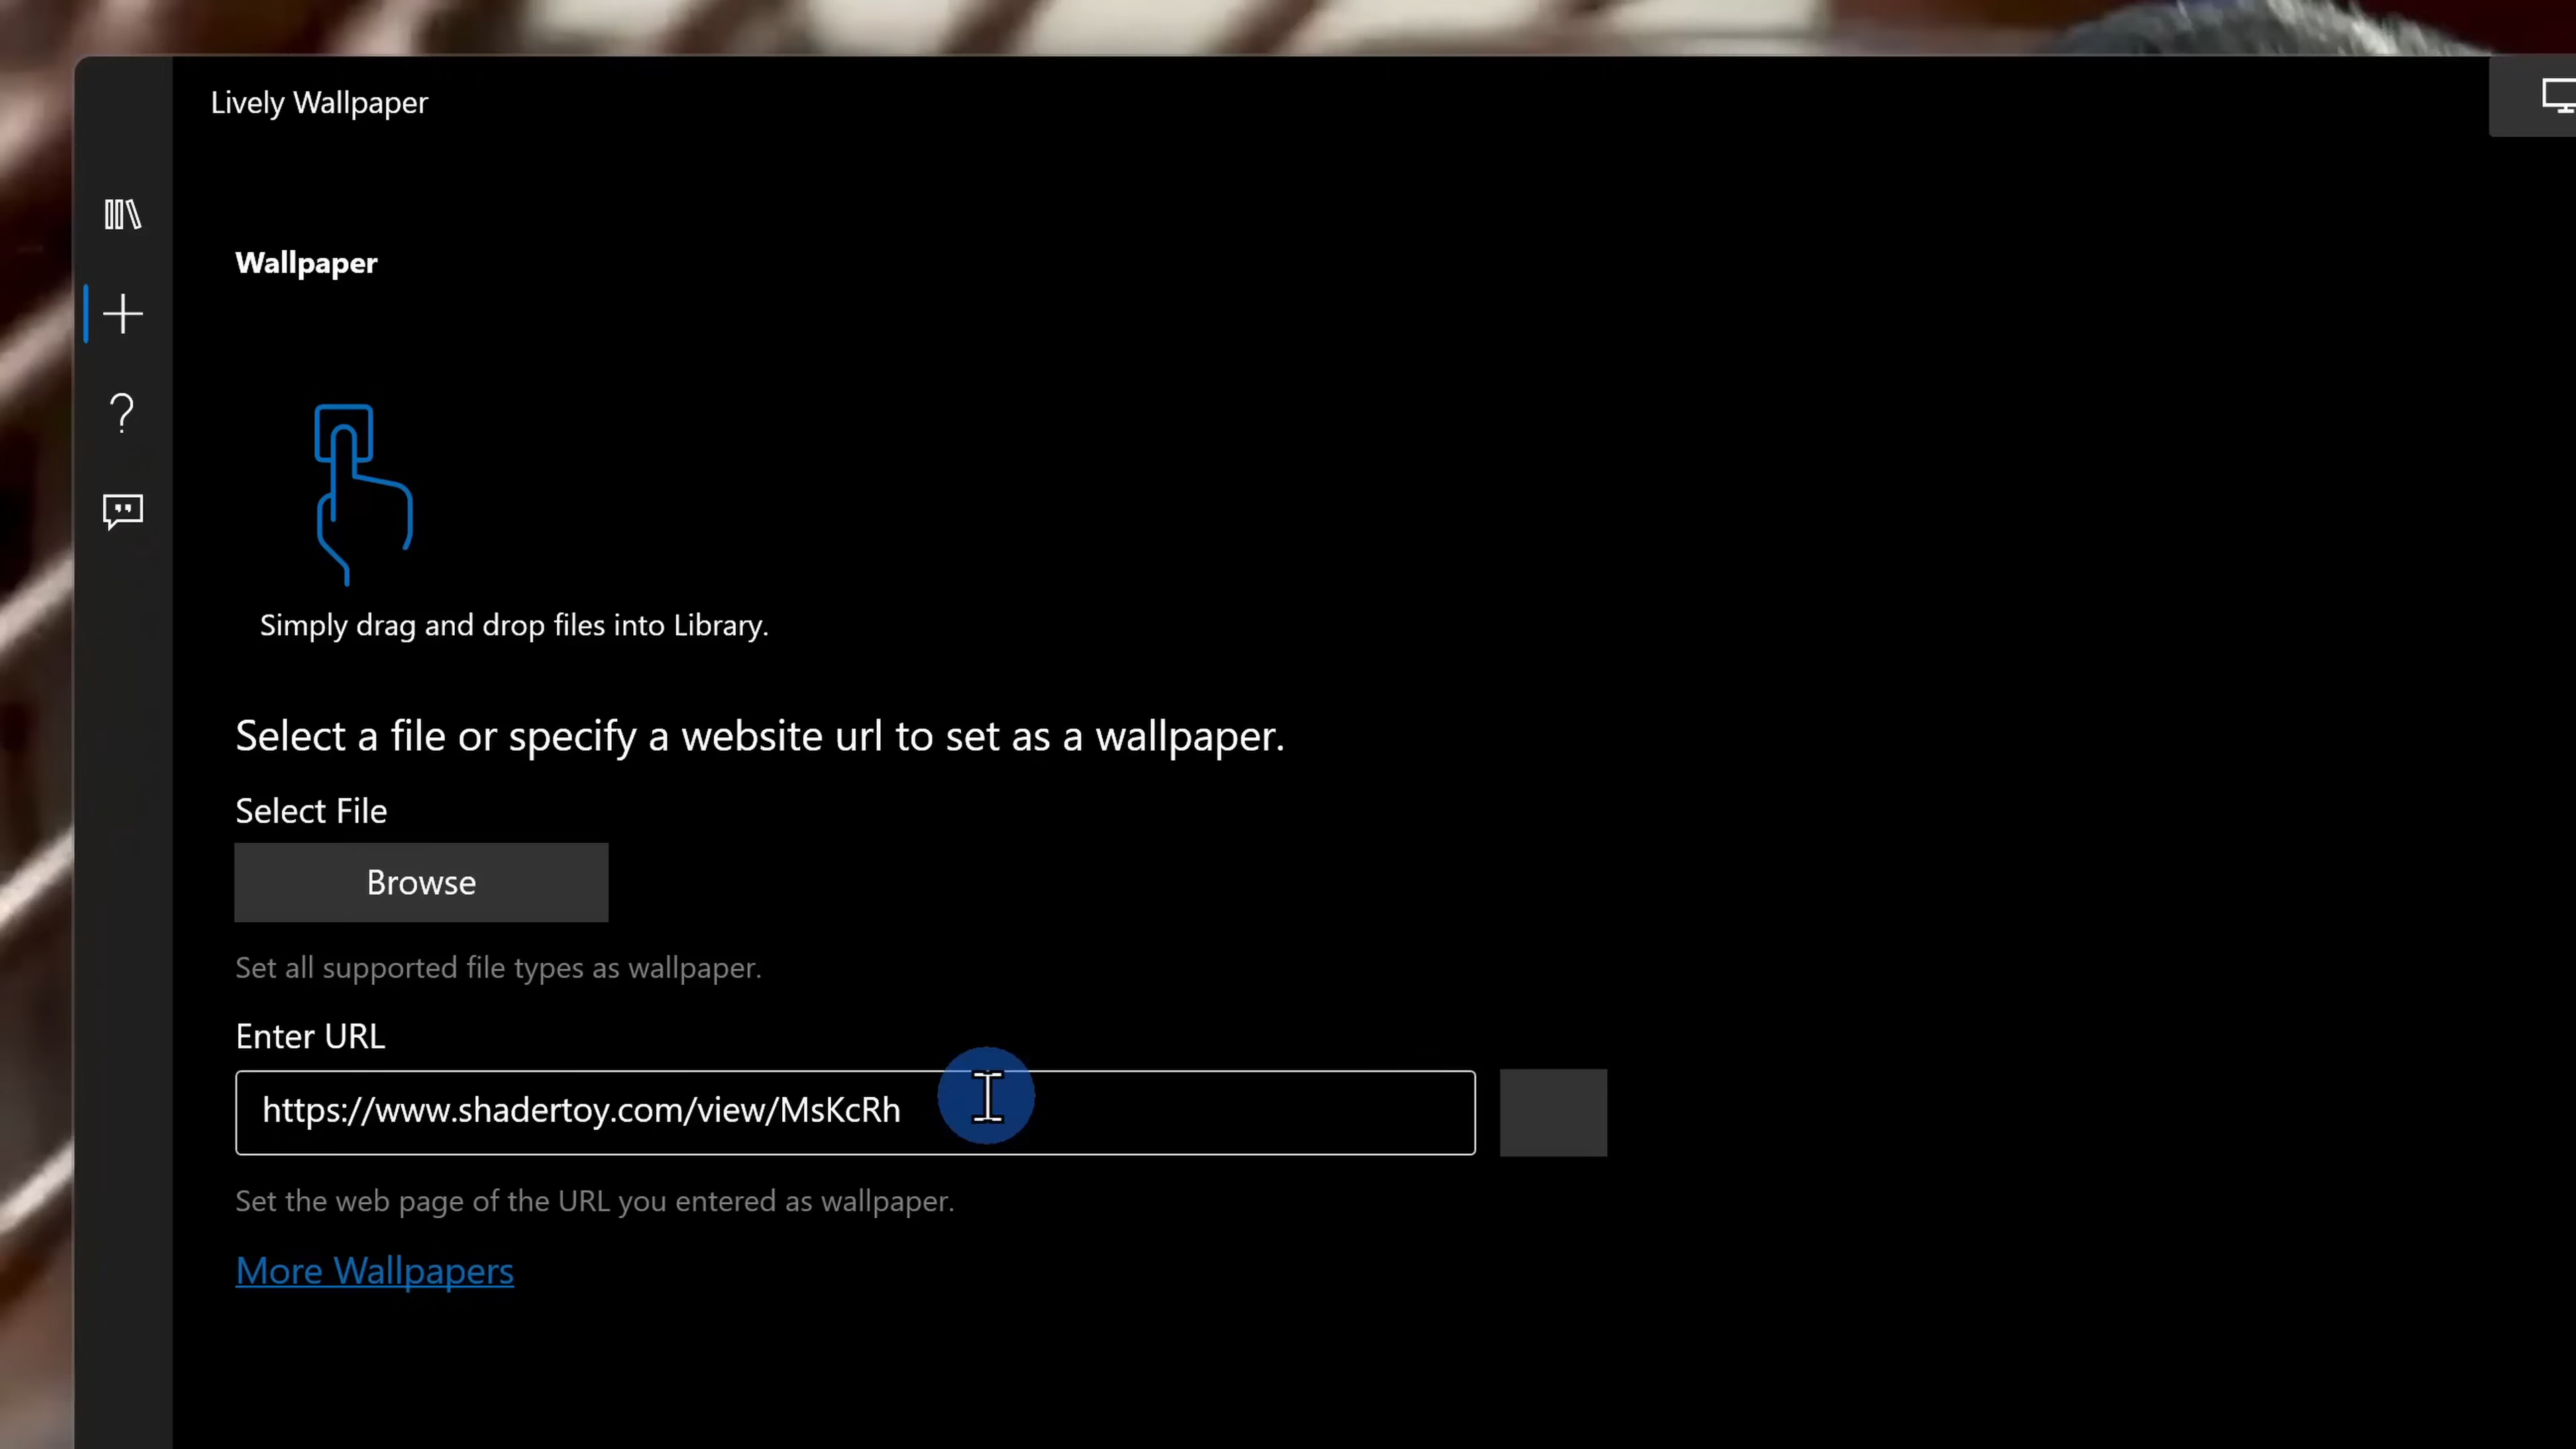 Lively Wallpaper
Wallpaper
Simply drag and drop files into Library.
Select a file or specify a website url to set as a wallpaper.
Select File
Browse
Set all supported file types as wallpaper.
Enter URL
https://www.shadertoy.com/view/MsKcRh
Set the web page of the URL you entered as wallpaper.
More Wallpapers